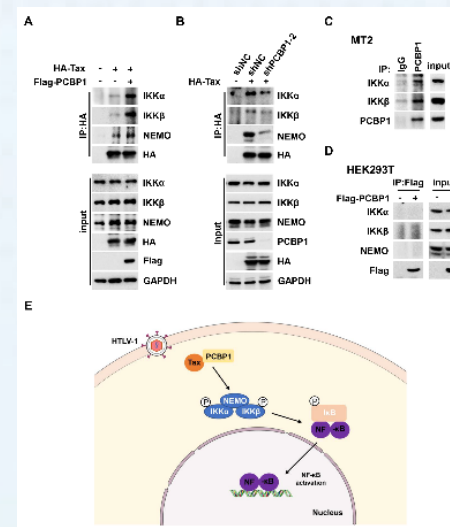 A
HA-Tax - + +
Flag-PCBP1 - - +
IP:HA
IKKα
IKKβ
NEMO
HA
input
IKKα
IKKβ
NEMO
HA
Flag
GAPDH
B
shNC
shNC
shPCBP1-2
HA-Tax: - + +
IP:HA
IKKα
IKKβ
NEMO
HA
Input
IKKα
IKKβ
NEMO
PCBP1
HA
GAPDH
C
MT2
IP: IgG PCBP1 input
IKKα
IKKβ
PCBP1
D
HEK293T
IP:Flag Input
Flag-PCBP1 - + -
IKKα
IKKβ
NEMO
Flag
E
HTLV-1
Tax PCBP1
NEMO
P IKKα IKKβ P
P
IκB
NF -κB
NF -κB
NF-κB
activation
Nucleus